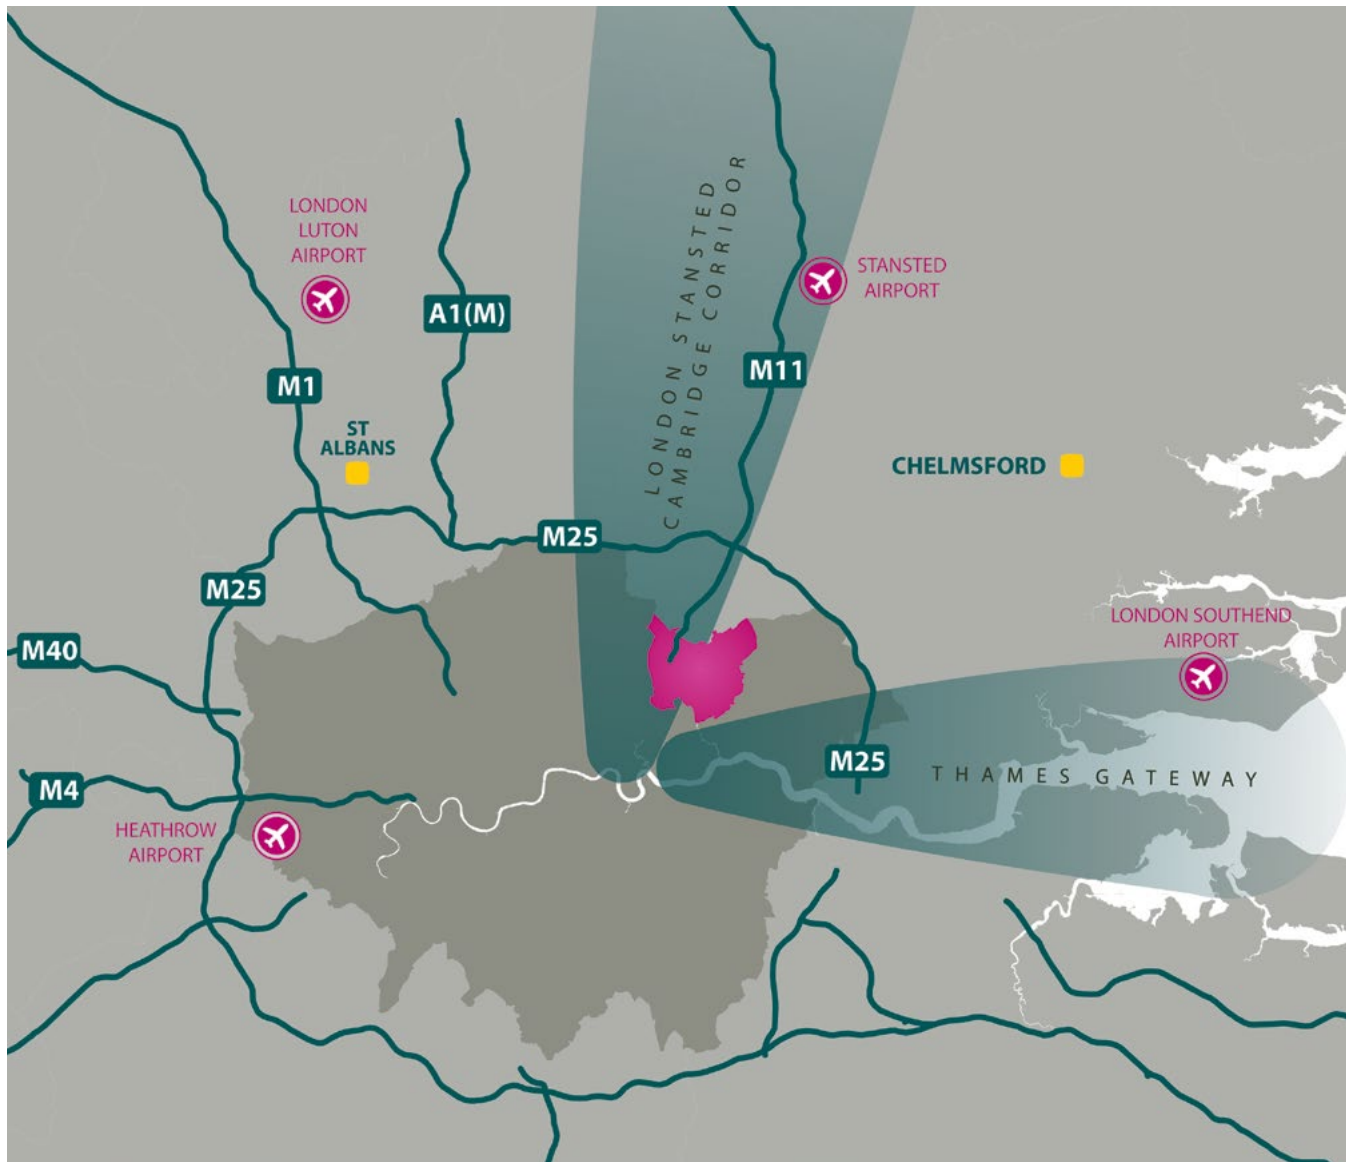 LONDON
LUTON
AIRPORT
A1(M)
M1
ST
ALBANS
LONDON STANSTED
CAMBRIDGE CORRIDOR
STANSTED
AIRPORT
M11
CHELMSFORD
M25
M25
M40
M4
HEATHROW
AIRPORT
LONDON SOUTHEND
AIRPORT
M25
THAMES GATEWAY